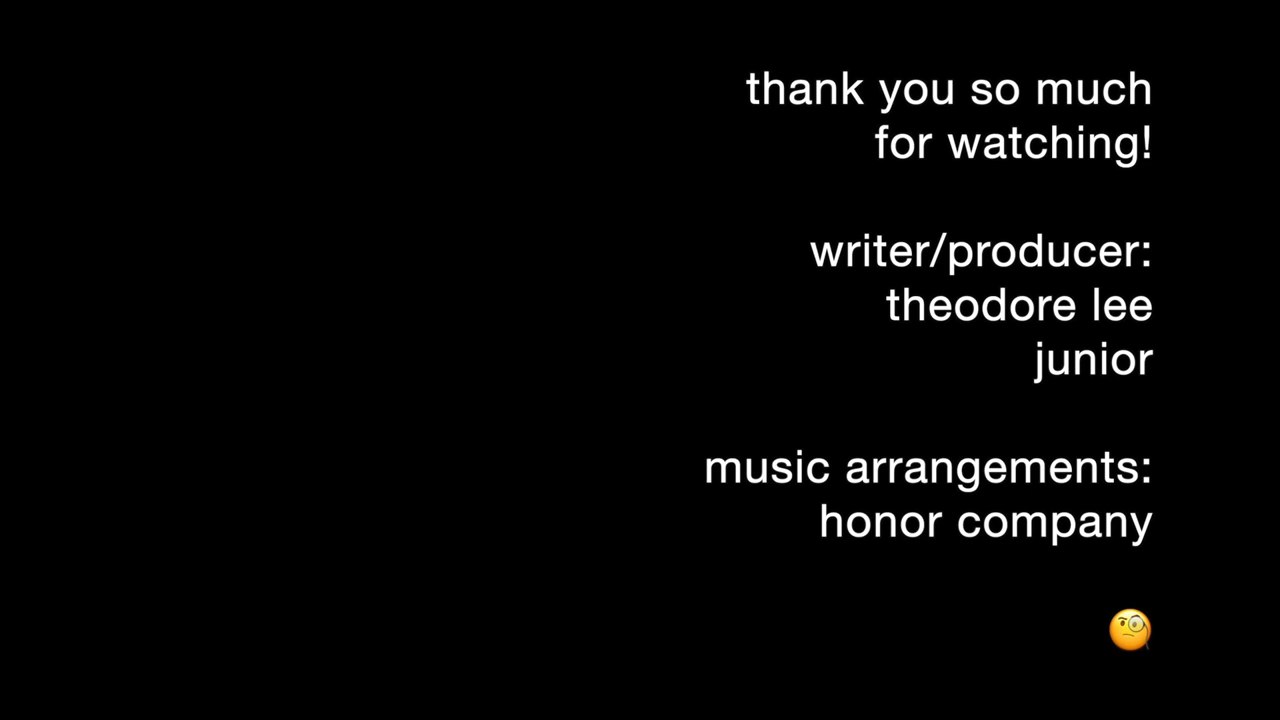 thank you so much
for watching!
writer/producer:
theodore lee
junior
music arrangements:
honor company
🧐